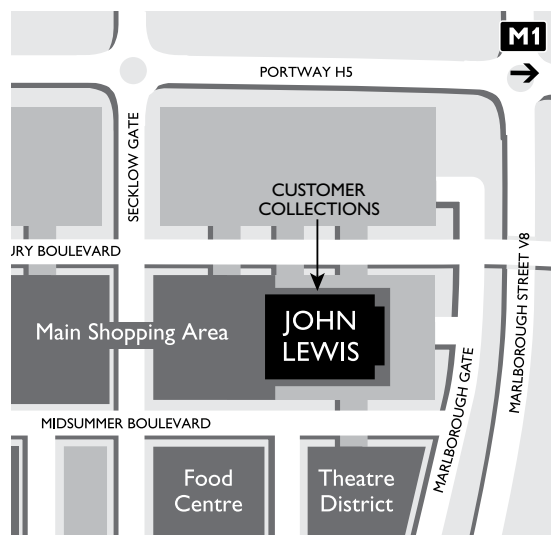 M1
PORTWAY H5
SECKLOW GATE
CUSTOMER
COLLECTIONS
URY BOULEVARD
MARLBOROUGH STREET V8
JOHN
LEWIS
Main Shopping Area
MARLBOROUGH GATE
MIDSUMMER BOULEVARD
Food
Centre
Theatre
District